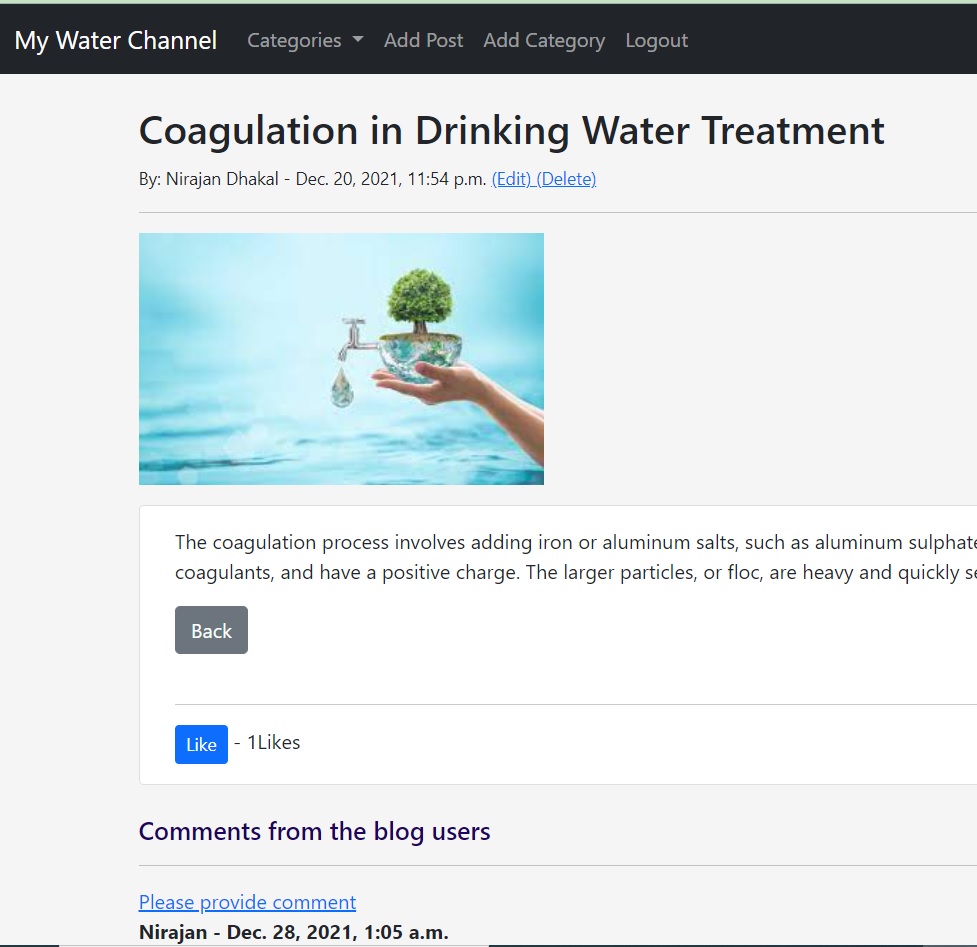 My Water Channel Categories Add Post Add Category Logout
Coagulation in Drinking Water Treatment
By: Nirajan Dhakal - Dec. 20, 2021, 11:54 p.m. (Edit) (Delete)
The coagulation process involves adding iron or aluminum salts, such as aluminum sulphate
coagulants, and have a positive charge. The larger particles, or floc, are heavy and quickly
Back
Like - 1Likes
Comments from the blog users
Please provide comment
Nirajan - Dec. 28, 2021, 1:05 a.m.